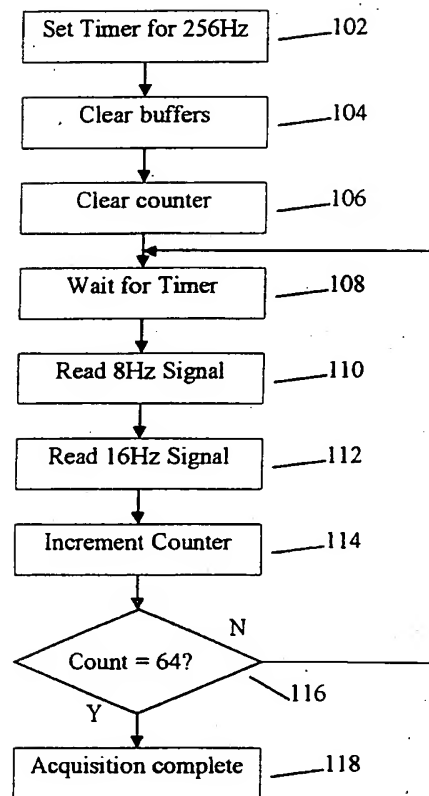 Set Timer for 256Hz
102
Clear buffers
104
Clear counter
106
Wait for Timer
108
Read 8Hz Signal
110
Read 16Hz Signal
112
Increment Counter
114
N
Count = 64?
116
Y
Acquisition complete
118